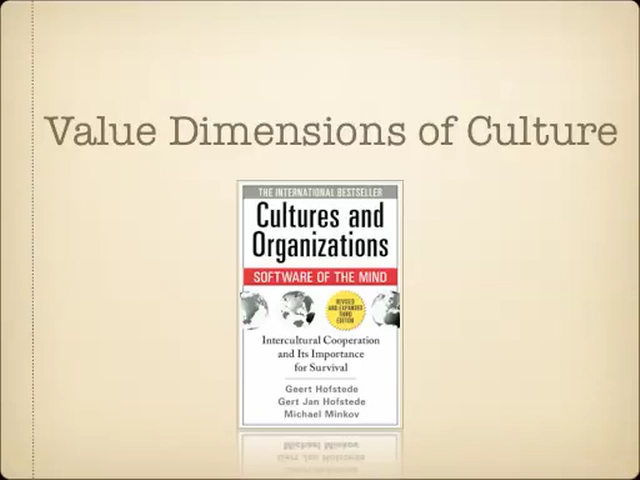 Value Dimensions of Culture
THE INTERNATIONAL BESTSELLER
Cultures and
Organizations
SOFTWARE OF THE MIND
REVISED
AND EXPANDED
THIRD
EDITION
Intercultural Cooperation
and Its Importance
for Survival
Geert Hofstede
Gert Jan Hofstede
Michael Minkov